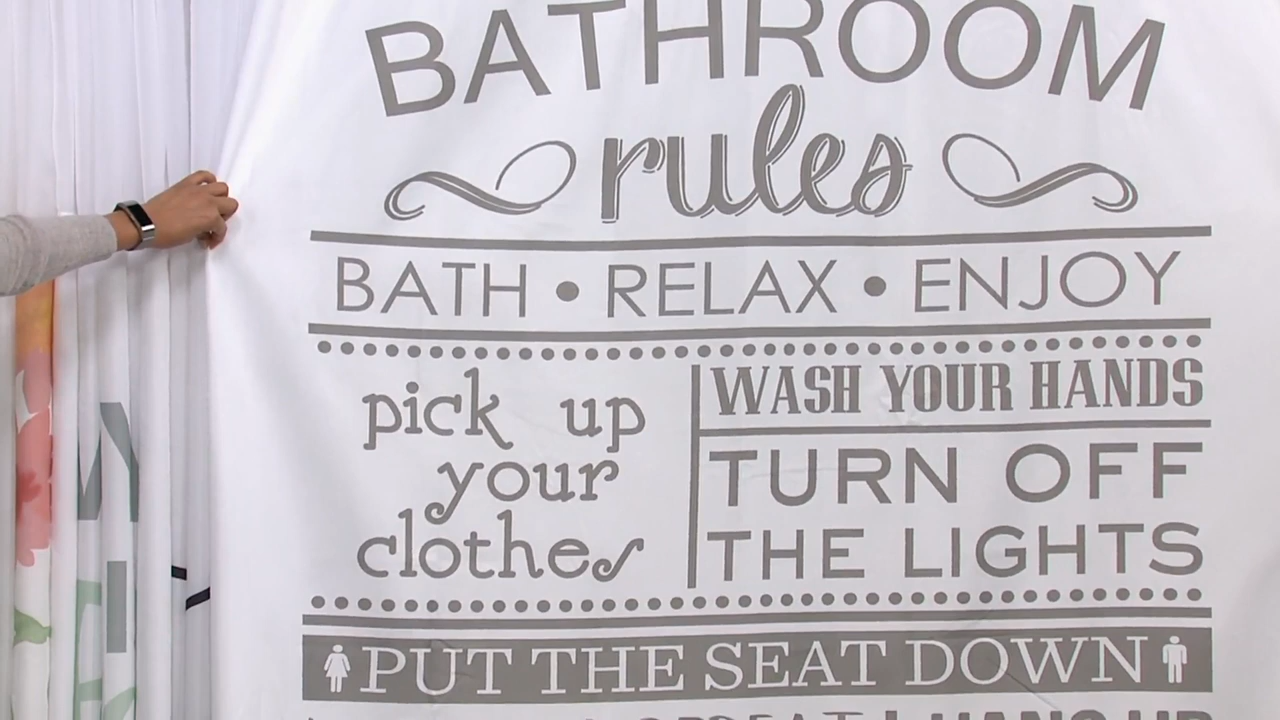 BATHROOM
rules
BATH • RELAX • ENJOY
pick up
your
clothes
WASH YOUR HANDS
TURN OFF
THE LIGHTS
PUT THE SEAT DOWN